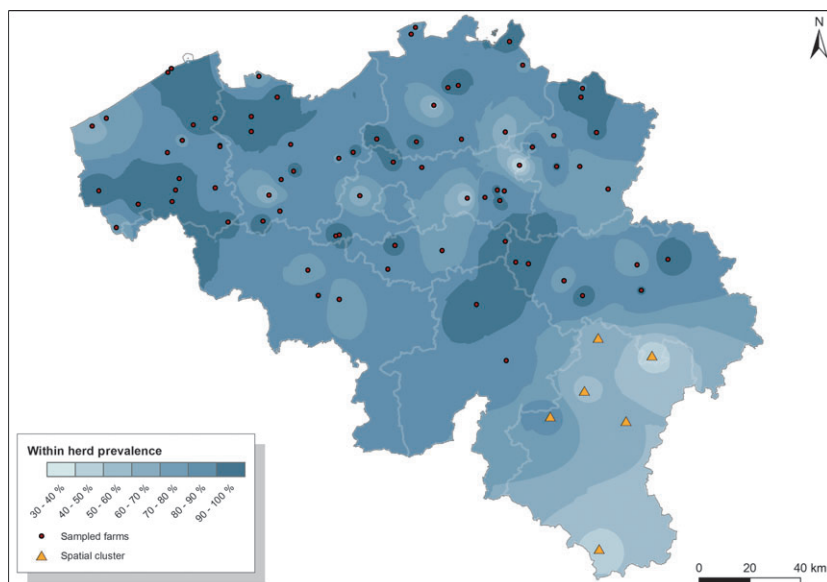 N
Within herd prevalence
30 - 40 %
40 - 50 %
50 - 60 %
60 - 70 %
70 - 80 %
80 - 90 %
90 - 100 %
Sampled farms
Spatial cluster
0 20 40 km